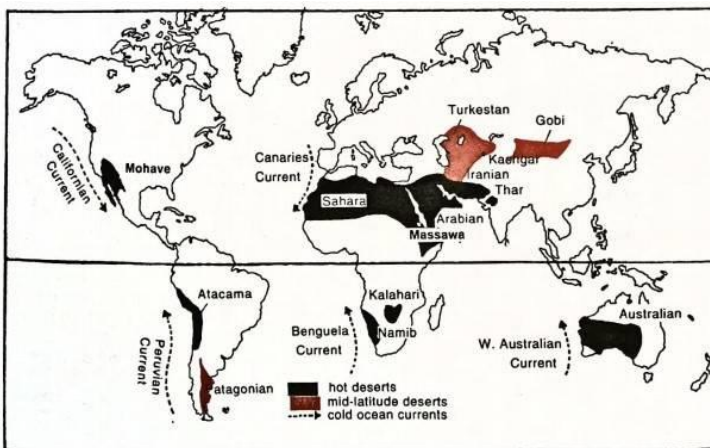 Turkestan
Gobi
Kashgar
Iranian
Thar
Californian
Current
Mohave
Canaries
Current
Sahara
Arabian
Massawa
Atacama
Peruvian
Current
Kalahari
Namib
Benguela
Current
Australian
W. Australian
Current
atagonian
hot deserts
mid-latitude deserts
cold ocean currents